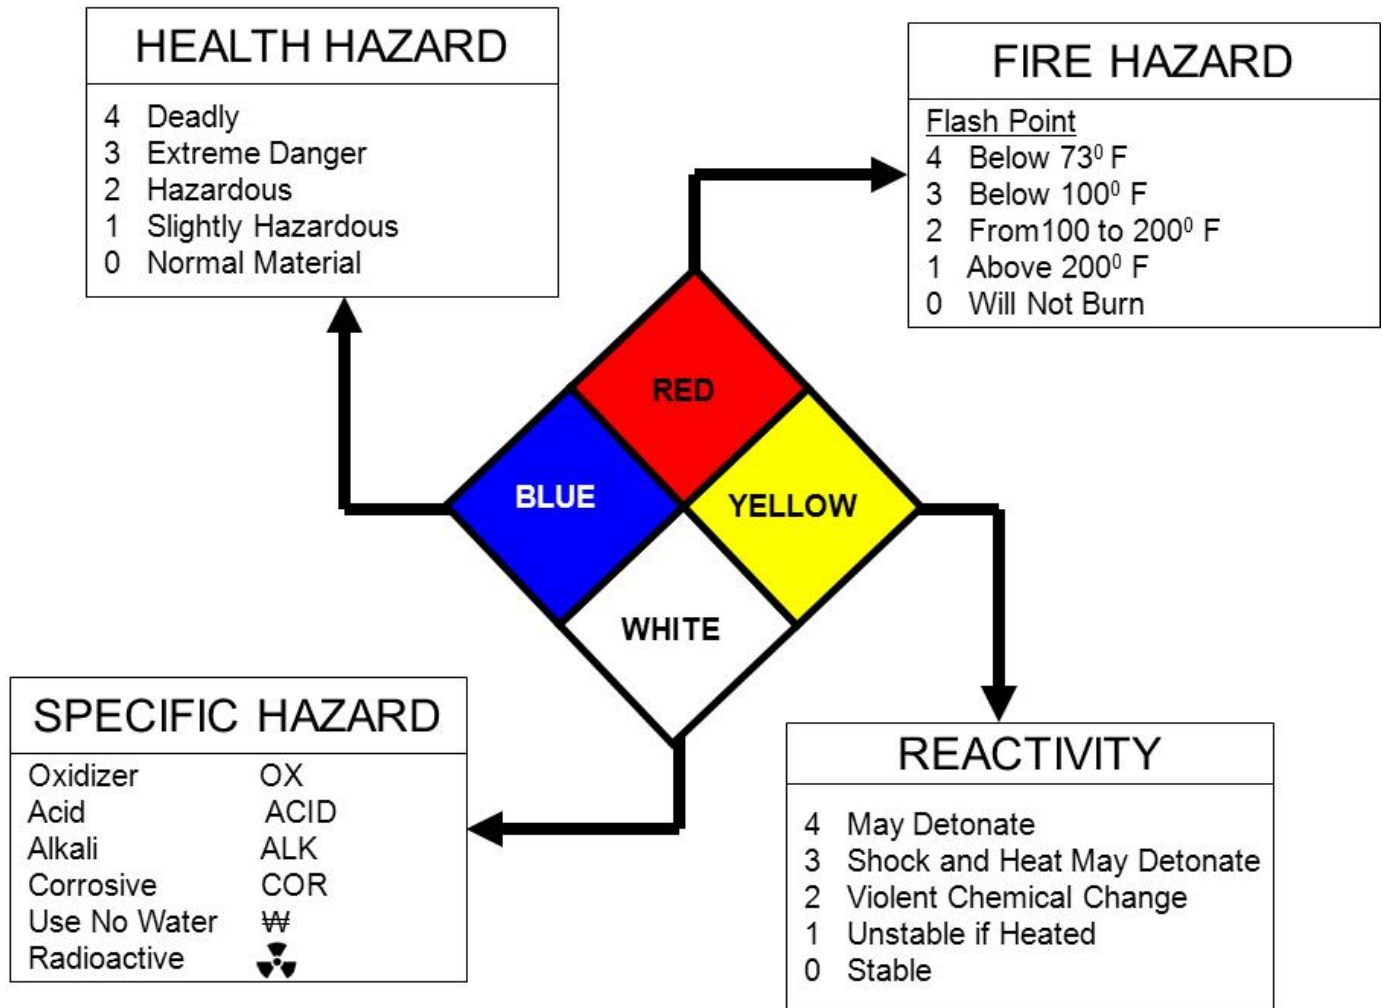 HEALTH HAZARD
4 Deadly
3 Extreme Danger
2 Hazardous
1 Slightly Hazardous
0 Normal Material
FIRE HAZARD
Flash Point
4 Below 73⁰ F
3 Below 100⁰ F
2 From100 to 200⁰ F
1 Above 200⁰ F
0 Will Not Burn
RED
BLUE
YELLOW
WHITE
SPECIFIC HAZARD
Oxidizer OX
Acid ACID
Alkali ALK
Corrosive COR
Use No Water W̶
Radioactive ☢
REACTIVITY
4 May Detonate
3 Shock and Heat May Detonate
2 Violent Chemical Change
1 Unstable if Heated
0 Stable